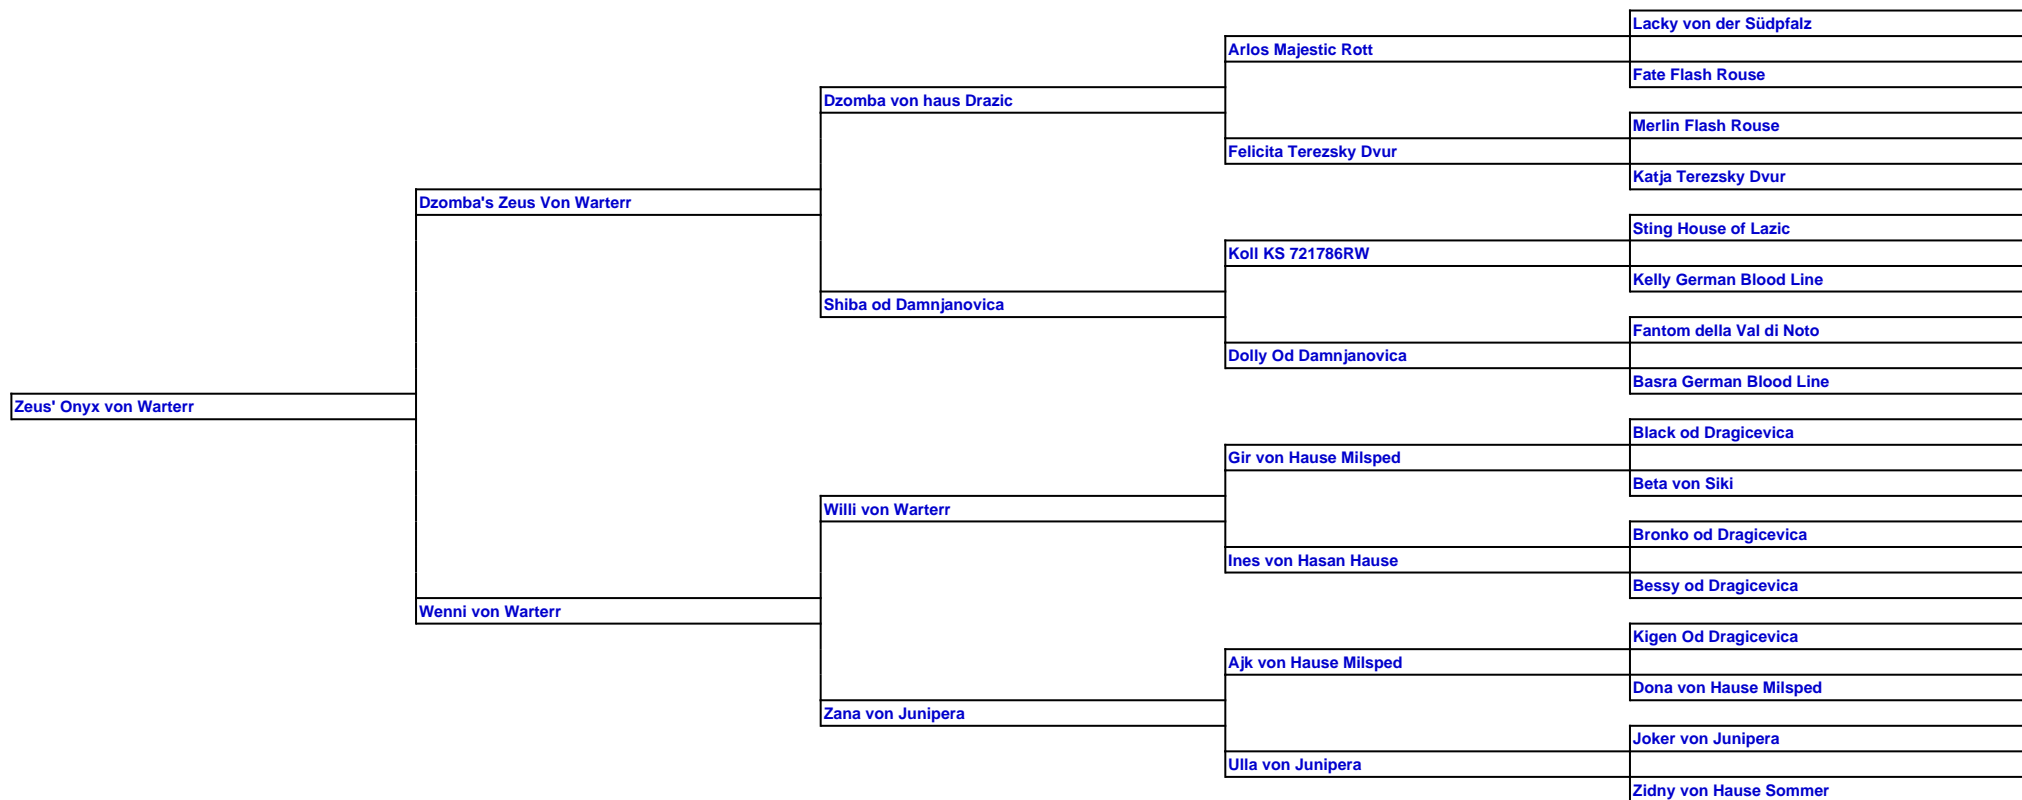 Lacky von der Südpfalz
Arlos Majestic Rott
Fate Flash Rouse
Dzomba von haus Drazic
Merlin Flash Rouse
Felicita Terezsky Dvur
Katja Terezsky Dvur
Dzomba's Zeus Von Warterr
Sting House of Lazic
Koll KS 721786RW
Kelly German Blood Line
Shiba od Damnjanovica
Fantom della Val di Noto
Dolly Od Damnjanovica
Basra German Blood Line
Zeus' Onyx von Warterr
Black od Dragicevica
Gir von Hause Milsped
Beta von Siki
Willi von Warterr
Bronko od Dragicevica
Ines von Hasan Hause
Bessy od Dragicevica
Wenni von Warterr
Kigen Od Dragicevica
Ajk von Hause Milsped
Dona von Hause Milsped
Zana von Junipera
Joker von Junipera
Ulla von Junipera
Zidny von Hause Sommer